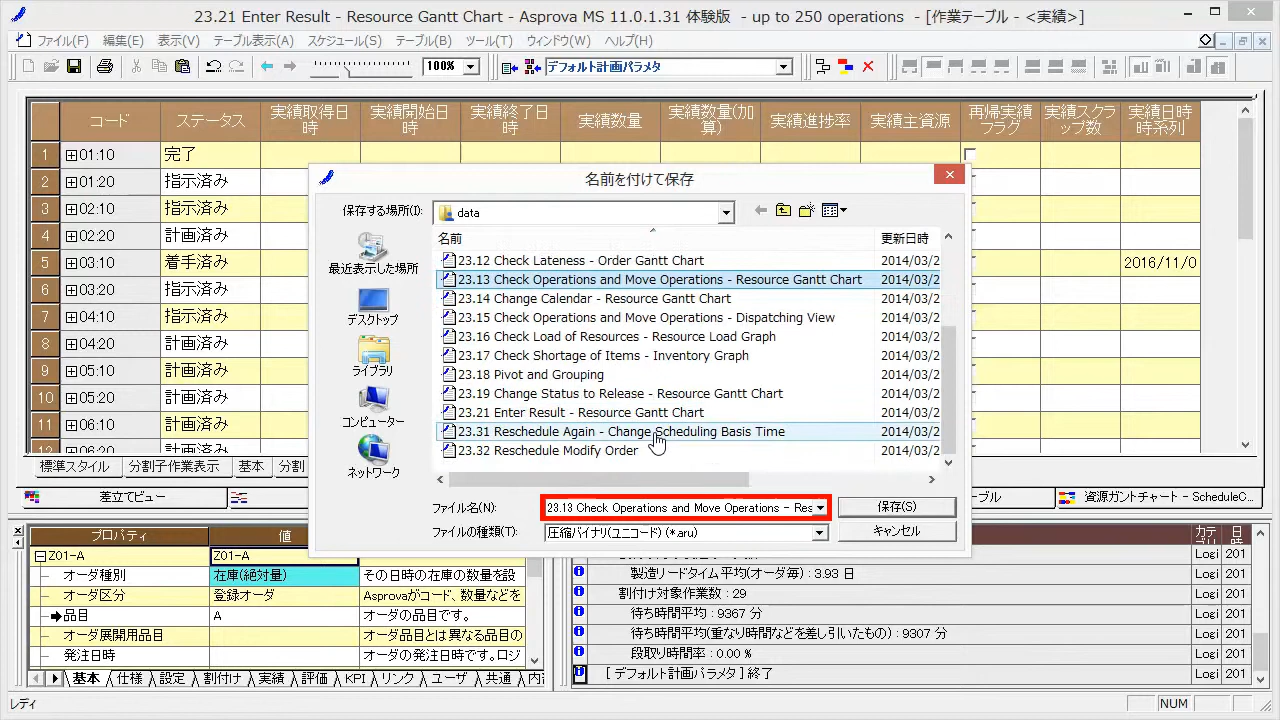 23.21 Enter Result - Resource Gantt Chart - Asprova MS 11.0.1.31 体験版 - up to 250 operations - [作業テーブル - <実績>]
ファイル(F) 編集(E) 表示(V) テーブル表示(A) スケジュール(S) テーブル(B) ツール(T) ウィンドウ(W) ヘルプ(H)
100% デフォルト計画パラメタ
コード ステータス 実績取得日時 実績開始日時 実績終了日時 実績数量 実績数量(加算) 実績進捗率 実績主資源 再帰実績フラグ 実績スクラップ数 実績日時時系列
1 01:10 完了
2 01:20 指示済み
3 02:10 指示済み
4 02:20 計画済み
5 03:10 着手済み 2016/11/0
6 03:20 指示済み
7 04:10 指示済み
8 04:20 計画済み
9 05:10 計画済み
10 05:20 計画済み
11 06:10 計画済み
標準スタイル 分割子作業表示 基本 分割
名前を付けて保存
保存する場所(I): data
最近表示した場所
デスクトップ
ライブラリ
コンピューター
ネットワーク
名前 更新日時
23.12 Check Lateness - Order Gantt Chart 2014/03/2
23.13 Check Operations and Move Operations - Resource Gantt Chart 2014/03/2
23.14 Change Calendar - Resource Gantt Chart 2014/03/2
23.15 Check Operations and Move Operations - Dispatching View 2014/03/2
23.16 Check Load of Resources - Resource Load Graph 2014/03/2
23.17 Check Shortage of Items - Inventory Graph 2014/03/2
23.18 Pivot and Grouping 2014/03/2
23.19 Change Status to Release - Resource Gantt Chart 2014/03/2
23.21 Enter Result - Resource Gantt Chart 2014/03/2
23.31 Reschedule Again - Change Scheduling Basis Time 2014/03/2
23.32 Reschedule Modify Order 2014/03/2
ファイル名(N): 23.13 Check Operations and Move Operations - Res 保存(S)
ファイルの種類(T): 圧縮バイナリ(ユニコード) (*.aru) キャンセル
差立てビュー ーブル 資源ガントチャート - ScheduleC...
プロパティ 値
Z01-A Z01-A
オーダ種別 在庫(絶対量) その日時の在庫の数量を設
オーダ区分 登録オーダ Asprovaがコード、数量などを
品目 A オーダの品目です。
オーダ展開用品目 オーダ品目とは異なる品目の
発注日時 オーダの発注日時です。ロジ
基本 仕様 設定 割付け 実績 評価 KPI リンク ユーザ 共通 内
カテゴリ 日時
Logi 201
製造リードタイム平均(オーダ毎) : 3.93 日 Logi 201
割付け対象作業数 : 29 Logi 201
待ち時間平均 : 9367 分 Logi 201
待ち時間平均(重なり時間などを差し引いたもの) : 9307 分 Logi 201
段取り時間率 : 0.00 % Logi 201
[ デフォルト計画パラメタ ] 終了 Logi 201
レディ NUM